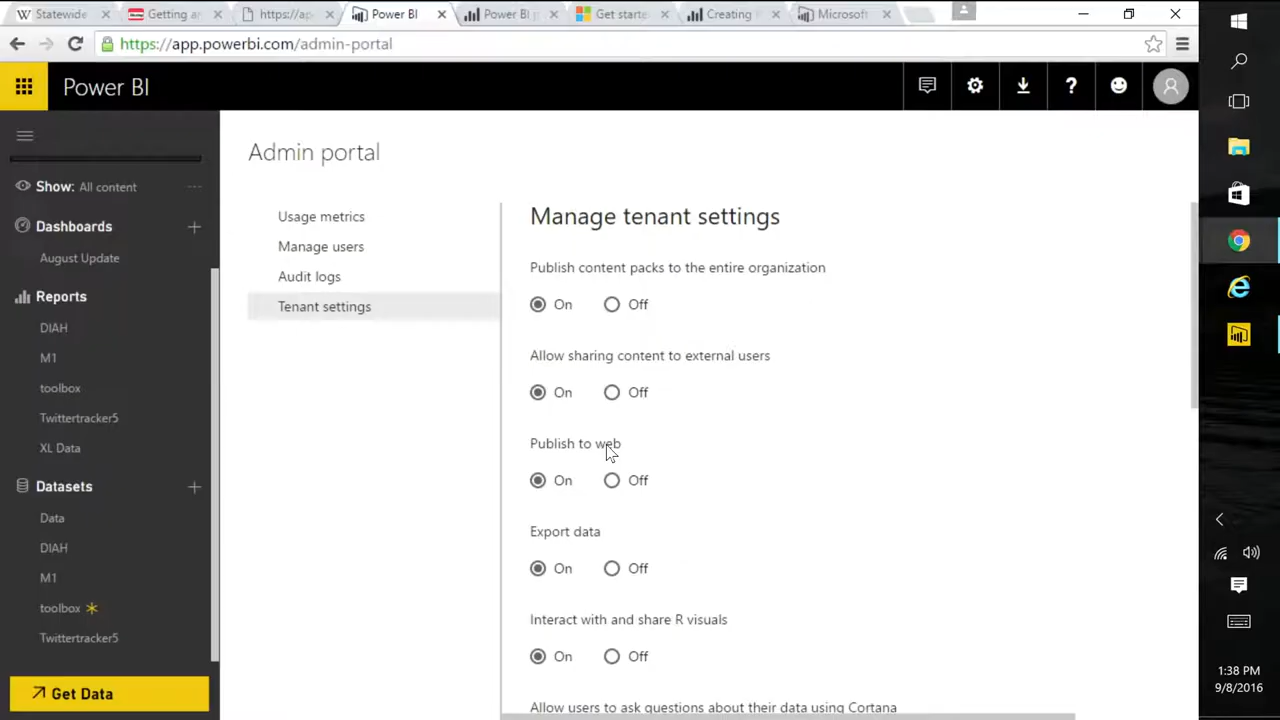 Statewide
Getting a
https://ap
Power BI
Power BI
Get starte
Creating
Microsoft
https://app.powerbi.com/admin-portal
Power BI
Show: All content
Dashboards
August Update
Reports
DIAH
M1
toolbox
Twittertracker5
XL Data
Datasets
Data
DIAH
M1
toolbox
Twittertracker5
Get Data
Admin portal
Usage metrics
Manage users
Audit logs
Tenant settings
Manage tenant settings
Publish content packs to the entire organization
On Off
Allow sharing content to external users
On Off
Publish to web
On Off
Export data
On Off
Interact with and share R visuals
On Off
Allow users to ask questions about their data using Cortana
1:38 PM
9/8/2016